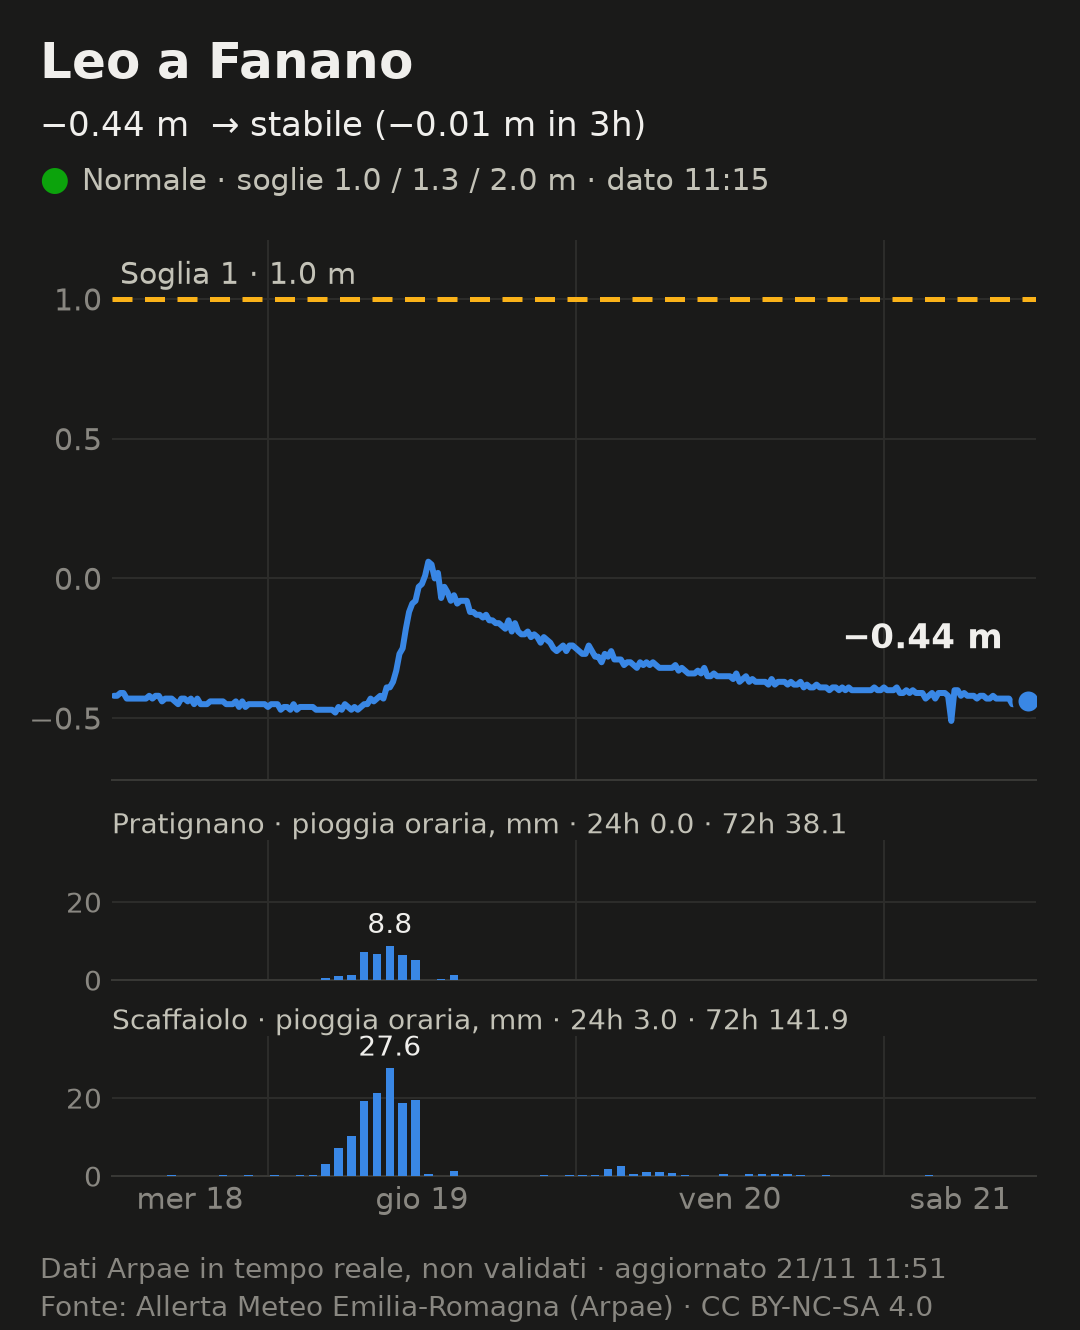 Leo a Fanano
−0.44 m → stabile (−0.01 m in 3h)
Normale · soglie 1.0 / 1.3 / 2.0 m · dato 11:15
Soglia 1 · 1.0 m
1.0
0.5
0.0
−0.44 m
−0.5
Pratignano · pioggia oraria, mm · 24h 0.0 · 72h 38.1
20
8.8
0
Scaffaiolo · pioggia oraria, mm · 24h 3.0 · 72h 141.9
27.6
20
0
mer 18 gio 19 ven 20 sab 21
Dati Arpae in tempo reale, non validati · aggiornato 21/11 11:51
Fonte: Allerta Meteo Emilia-Romagna (Arpae) · CC BY-NC-SA 4.0